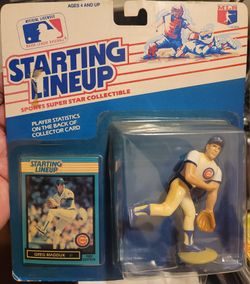 AGES 4 AND UP
STARTING
LINEUP
SPORTS SUPER STAR COLLECTIBLE
PLAYER STATISTICS
ON THE BACK OF
COLLECTOR CARD
STARTING
LINEUP
GREG MADDUX